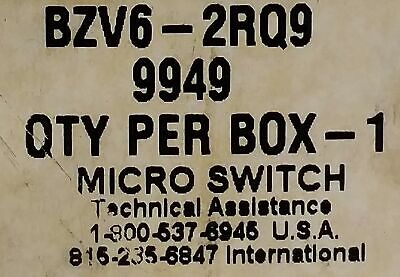 BZV6-2RQ9
9949
QTY PER BOX-1
MICRO SWITCH
Technical Assistance
1-800-537-6945 U.S.A.
815-235-6847 International